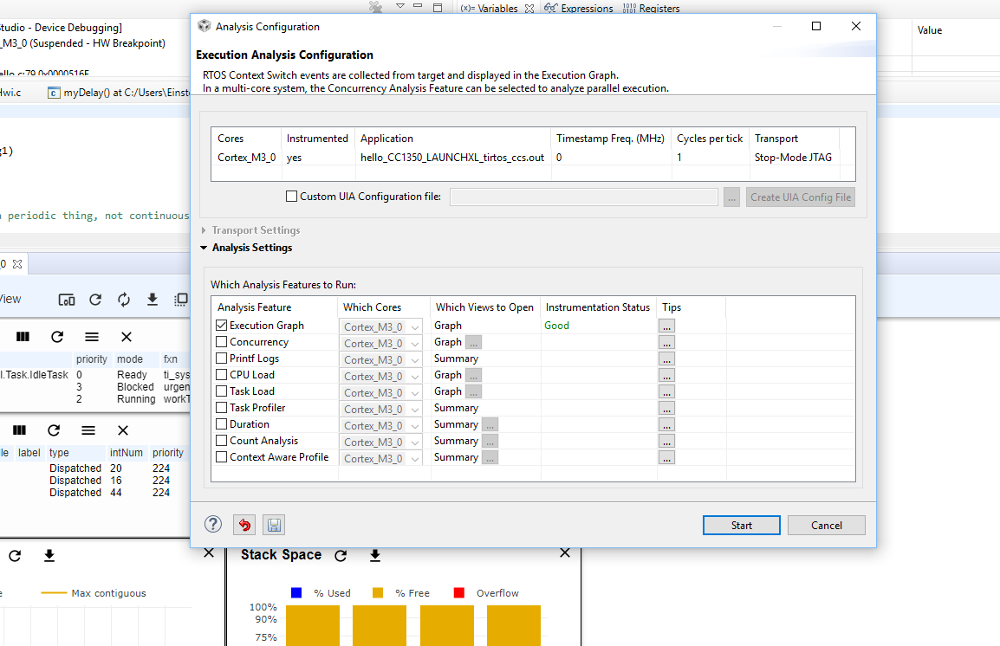 (x)= Variables
Expressions
Registers
Studio - Device Debugging]
_M3_0 (Suspended - HW Breakpoint)
Value
Hwi.c
myDelay() at C:/Users/Einste
g1)
periodic thing, not continuous
_0
View
priority mode fxn
l.Task.IdleTask 0 Ready ti_sys
3 Blocked urgen
2 Running workT
label type intNum priority
Dispatched 20 224
Dispatched 16 224
Dispatched 44 224
Max contiguous
Analysis Configuration
Execution Analysis Configuration
RTOS Context Switch events are collected from target and displayed in the Execution Graph.
In a multi-core system, the Concurrency Analysis Feature can be selected to analyze parallel execution.
Cores Instrumented Application Timestamp Freq. (MHz) Cycles per tick Transport
Cortex_M3_0 yes hello_CC1350_LAUNCHXL_tirtos_ccs.out 0 1 Stop-Mode JTAG
Custom UIA Configuration file: ... Create UIA Config File
Transport Settings
Analysis Settings
Which Analysis Features to Run:
Analysis Feature Which Cores Which Views to Open Instrumentation Status Tips
Execution Graph Cortex_M3_0 Graph Good ...
Concurrency Cortex_M3_0 Graph ... ...
Printf Logs Cortex_M3_0 Summary ...
CPU Load Cortex_M3_0 Graph ... ...
Task Load Cortex_M3_0 Graph ... ...
Task Profiler Cortex_M3_0 Summary ...
Duration Cortex_M3_0 Summary ... ...
Count Analysis Cortex_M3_0 Summary ... ...
Context Aware Profile Cortex_M3_0 Summary ... ...
? Start Cancel
Stack Space
% Used % Free Overflow
100%
90%
75%